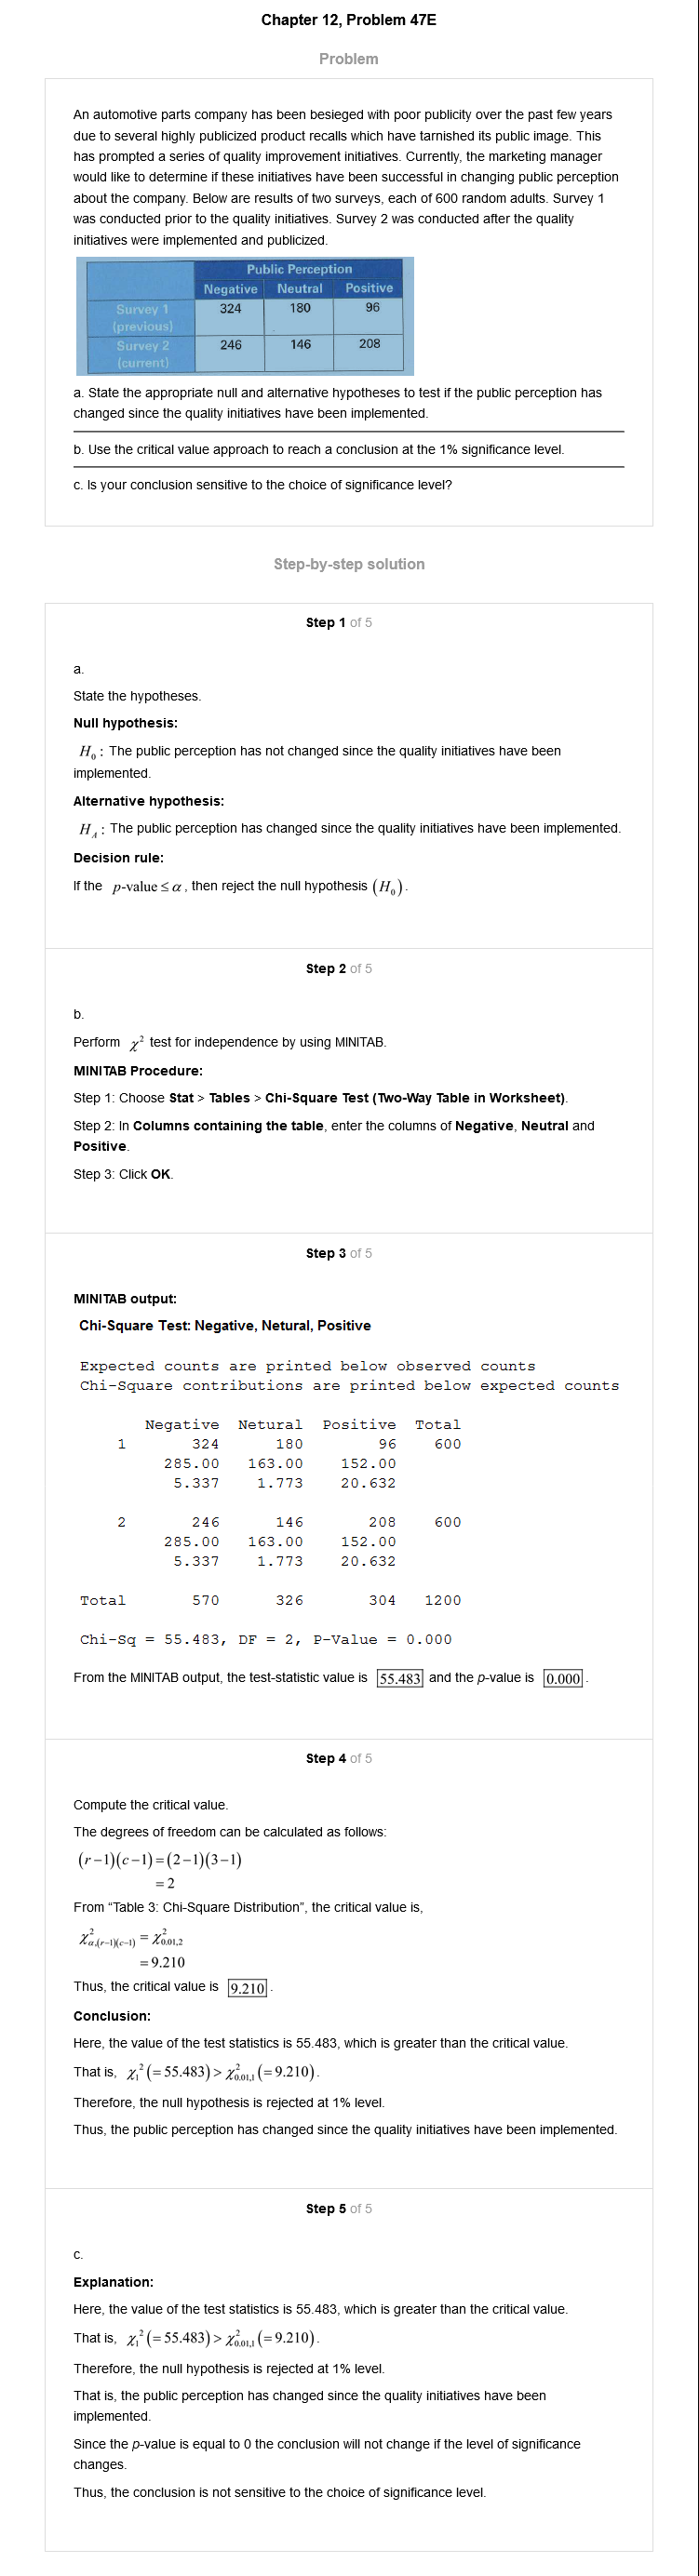 Chapter 12, Problem 47E
Problem
An automotive parts company has been besieged with poor publicity over the past few years
due to several highly publicized product recalls which have tarnished its public image. This
has prompted a series of quality improvement initiatives. Currently, the marketing manager
would like to determine if these initiatives have been successful in changing public perception
about the company. Below are results of two surveys, each of 600 random adults. Survey 1
was conducted prior to the quality initiatives. Survey 2 was conducted after the quality
initiatives were implemented and publicized.
Public Perception
Negative Neutral Positive
Survey 1 (previous) 324 180 96
Survey 2 (current) 246 146 208
a. State the appropriate null and alternative hypotheses to test if the public perception has
changed since the quality initiatives have been implemented.
b. Use the critical value approach to reach a conclusion at the 1% significance level.
c. Is your conclusion sensitive to the choice of significance level?
Step-by-step solution
Step 1 of 5
a.
State the hypotheses.
Null hypothesis:
H₀ : The public perception has not changed since the quality initiatives have been
implemented.
Alternative hypothesis:
H_A : The public perception has changed since the quality initiatives have been implemented.
Decision rule:
If the p-value ≤ α , then reject the null hypothesis (H₀).
Step 2 of 5
b.
Perform χ² test for independence by using MINITAB.
MINITAB Procedure:
Step 1: Choose Stat > Tables > Chi-Square Test (Two-Way Table in Worksheet).
Step 2: In Columns containing the table, enter the columns of Negative, Neutral and
Positive.
Step 3: Click OK.
Step 3 of 5
MINITAB output:
Chi-Square Test: Negative, Netural, Positive
Expected counts are printed below observed counts
Chi-Square contributions are printed below expected counts
Negative Netural Positive Total
1 324 180 96 600
285.00 163.00 152.00
5.337 1.773 20.632
2 246 146 208 600
285.00 163.00 152.00
5.337 1.773 20.632
Total 570 326 304 1200
Chi-Sq = 55.483, DF = 2, P-Value = 0.000
From the MINITAB output, the test-statistic value is 55.483 and the p-value is 0.000.
Step 4 of 5
Compute the critical value.
The degrees of freedom can be calculated as follows:
(r−1)(c−1) = (2−1)(3−1)
= 2
From “Table 3: Chi-Square Distribution”, the critical value is,
χ²_α,(r−1)(c−1) = χ²_0.01,2
= 9.210
Thus, the critical value is 9.210.
Conclusion:
Here, the value of the test statistics is 55.483, which is greater than the critical value.
That is, χ₁² (= 55.483) > χ²_0.01,1 (= 9.210).
Therefore, the null hypothesis is rejected at 1% level.
Thus, the public perception has changed since the quality initiatives have been implemented.
Step 5 of 5
c.
Explanation:
Here, the value of the test statistics is 55.483, which is greater than the critical value.
That is, χ₁² (= 55.483) > χ²_0.01,1 (= 9.210).
Therefore, the null hypothesis is rejected at 1% level.
That is, the public perception has changed since the quality initiatives have been
implemented.
Since the p-value is equal to 0 the conclusion will not change if the level of significance
changes.
Thus, the conclusion is not sensitive to the choice of significance level.